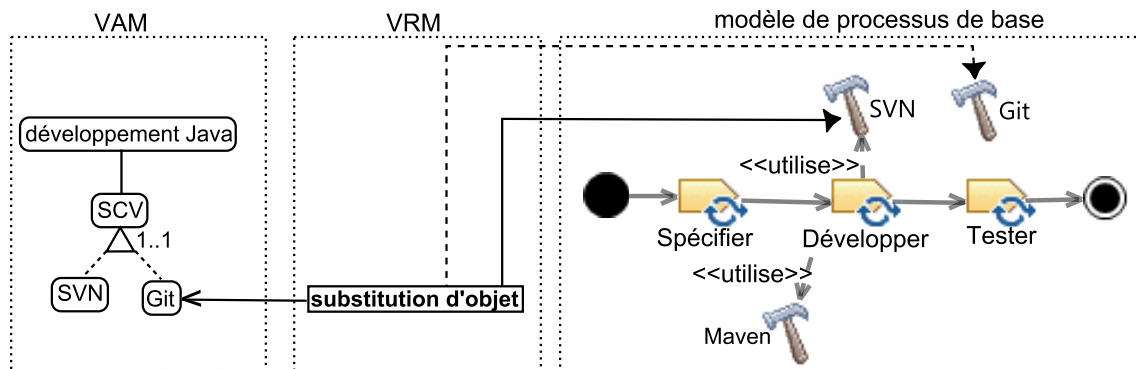 VAM
VRM
modèle de processus de base
développement Java
SCV
1..1
SVN
Git
substitution d'objet
SVN
Git
<<utilise>>
Spécifier
Développer
Tester
<<utilise>>
Maven